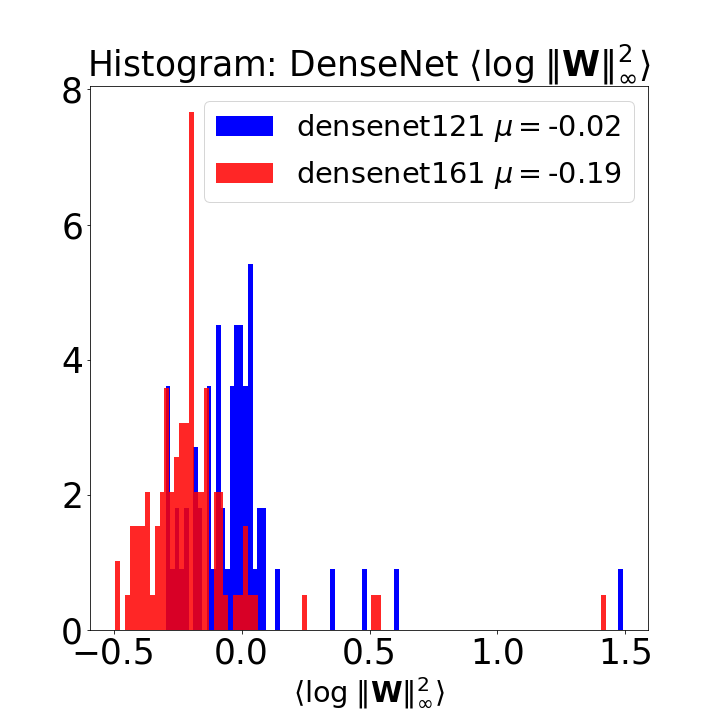 Histogram: DenseNet ⟨log ‖𝐖‖²∞⟩
8
6
4
2
0
densenet121 μ = -0.02
densenet161 μ = -0.19
−0.5 0.0 0.5 1.0 1.5
⟨log ‖𝐖‖²∞⟩